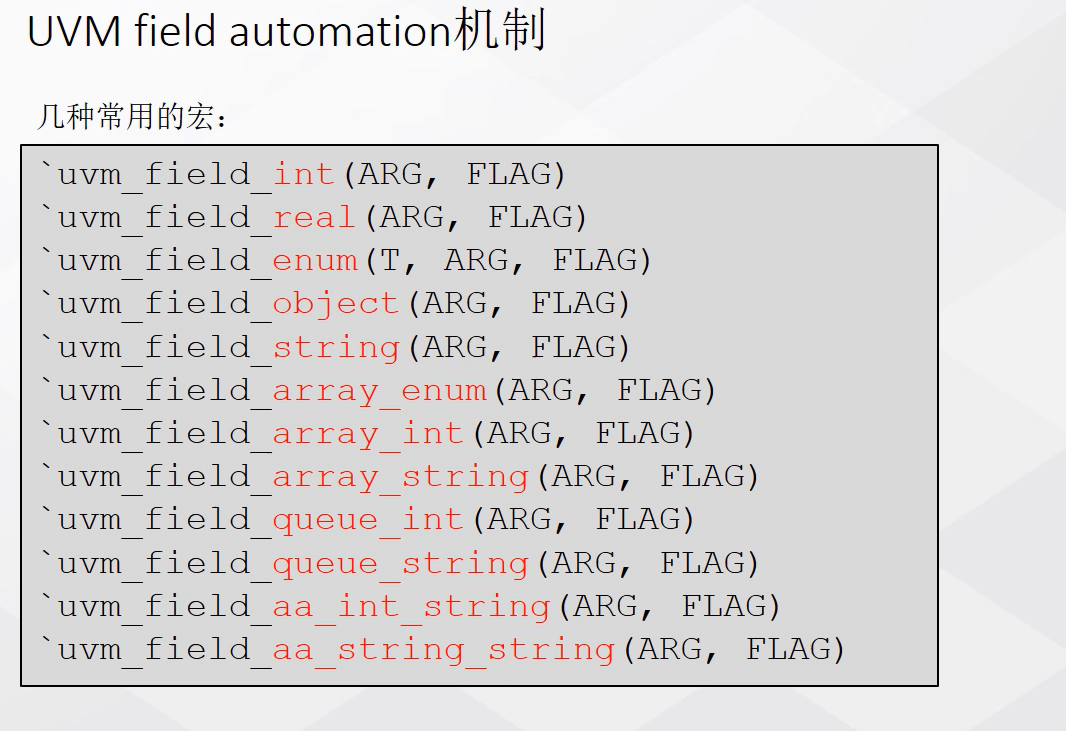 UVM field automation机制
几种常用的宏：
`uvm_field_int(ARG, FLAG)
`uvm_field_real(ARG, FLAG)
`uvm_field_enum(T, ARG, FLAG)
`uvm_field_object(ARG, FLAG)
`uvm_field_string(ARG, FLAG)
`uvm_field_array_enum(ARG, FLAG)
`uvm_field_array_int(ARG, FLAG)
`uvm_field_array_string(ARG, FLAG)
`uvm_field_queue_int(ARG, FLAG)
`uvm_field_queue_string(ARG, FLAG)
`uvm_field_aa_int_string(ARG, FLAG)
`uvm_field_aa_string_string(ARG, FLAG)